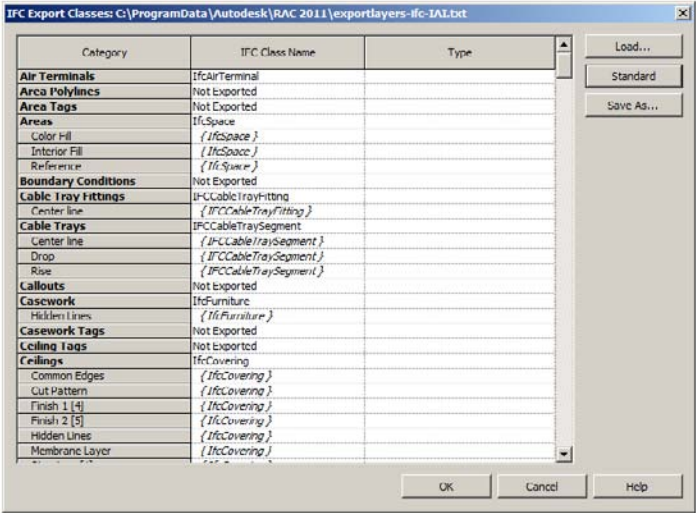 IFC Export Classes: C:\ProgramData\Autodesk\RAC 2011\exportlayers-ifc-IAI.txt
Category IFC Class Name Type
Load...
Standard
Save As...
Air Terminals IfcAirTerminal
Area Polylines Not Exported
Area Tags Not Exported
Areas IfcSpace
Color Fill { IfcSpace }
Interior Fill { IfcSpace }
Reference { IfcSpace }
Boundary Conditions Not Exported
Cable Tray Fittings IFCCableTrayFitting
Center line { IFCCableTrayFitting }
Cable Trays IFCCableTraySegment
Center line { IFCCableTraySegment }
Drop { IFCCableTraySegment }
Rise { IFCCableTraySegment }
Callouts Not Exported
Casework IfcFurniture
Hidden Lines { IfcFurniture }
Casework Tags Not Exported
Ceiling Tags Not Exported
Ceilings IfcCovering
Common Edges { IfcCovering }
Cut Pattern { IfcCovering }
Finish 1 [4] { IfcCovering }
Finish 2 [5] { IfcCovering }
Hidden Lines { IfcCovering }
Membrane Layer { IfcCovering }
OK Cancel Help